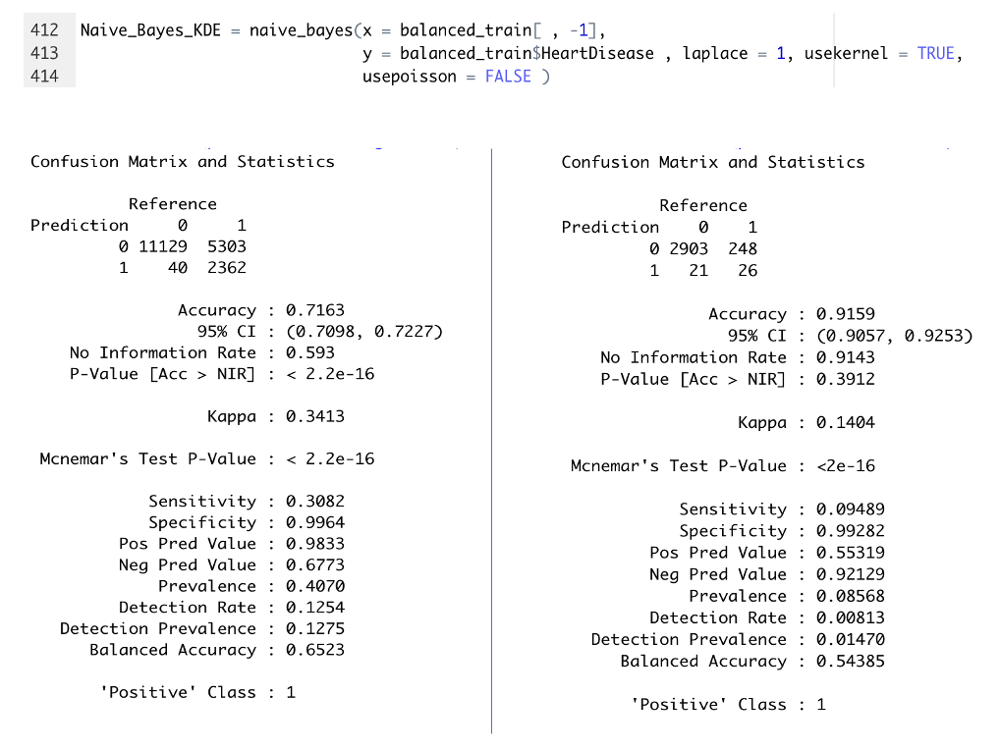 412 Naive_Bayes_KDE = naive_bayes(x = balanced_train[ , -1],
413 y = balanced_train$HeartDisease , laplace = 1, usekernel = TRUE,
414 usepoisson = FALSE )
Confusion Matrix and Statistics
Reference
Prediction 0 1
0 11129 5303
1 40 2362
Accuracy : 0.7163
95% CI : (0.7098, 0.7227)
No Information Rate : 0.593
P-Value [Acc > NIR] : < 2.2e-16
Kappa : 0.3413
Mcnemar's Test P-Value : < 2.2e-16
Sensitivity : 0.3082
Specificity : 0.9964
Pos Pred Value : 0.9833
Neg Pred Value : 0.6773
Prevalence : 0.4070
Detection Rate : 0.1254
Detection Prevalence : 0.1275
Balanced Accuracy : 0.6523
'Positive' Class : 1
Confusion Matrix and Statistics
Reference
Prediction 0 1
0 2903 248
1 21 26
Accuracy : 0.9159
95% CI : (0.9057, 0.9253)
No Information Rate : 0.9143
P-Value [Acc > NIR] : 0.3912
Kappa : 0.1404
Mcnemar's Test P-Value : <2e-16
Sensitivity : 0.09489
Specificity : 0.99282
Pos Pred Value : 0.55319
Neg Pred Value : 0.92129
Prevalence : 0.08568
Detection Rate : 0.00813
Detection Prevalence : 0.01470
Balanced Accuracy : 0.54385
'Positive' Class : 1